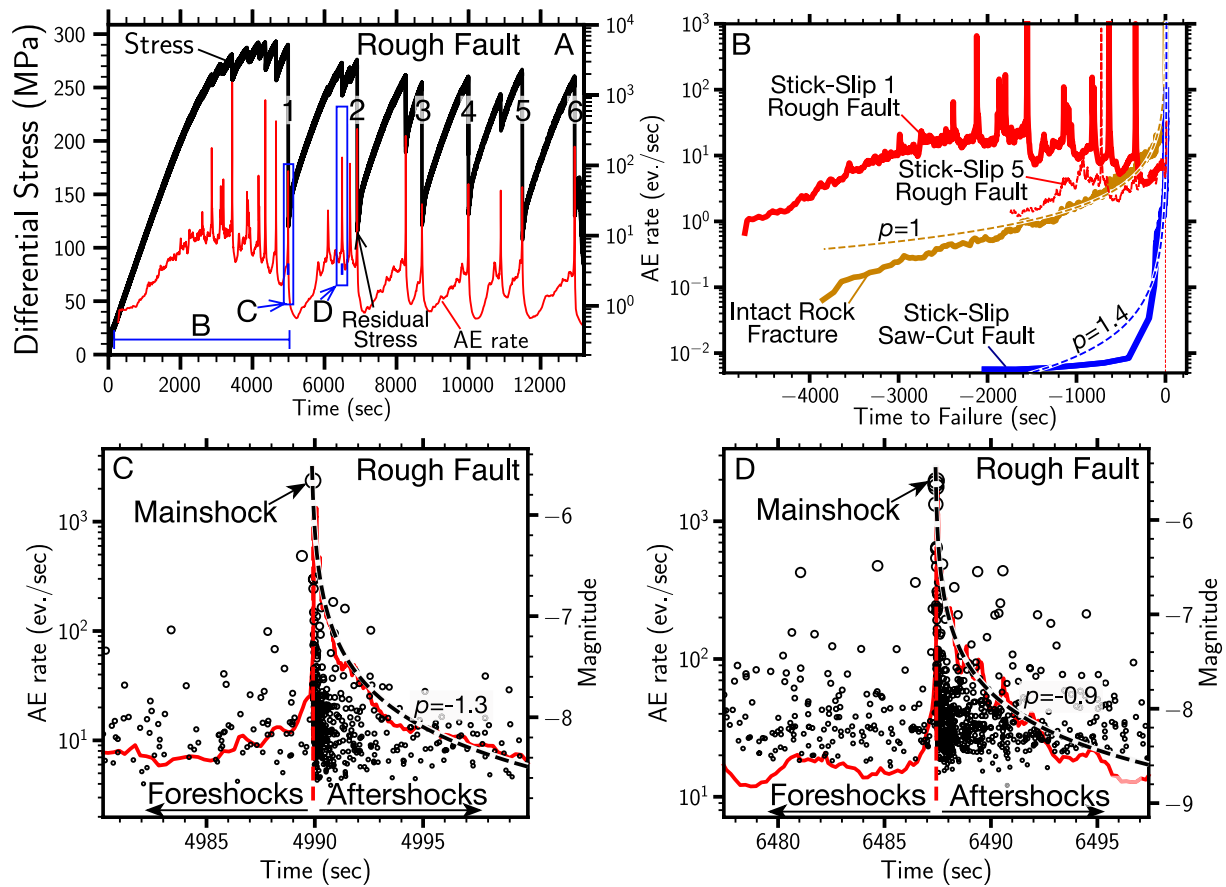 Stress
Rough Fault
A
Differential Stress (MPa)
300
250
200
150
100
50
0
10^4
10^3
10^2
10^1
10^0
1
2
3
4
5
6
B
C
D
Residual
Stress
AE rate
0
2000
4000
6000
8000
10000
12000
Time (sec)
B
AE rate (ev./sec)
10^3
10^2
10^1
10^0
10^−1
10^−2
Stick-Slip 1
Rough Fault
Stick-Slip 5
Rough Fault
p=1
Intact Rock
Fracture
Stick-Slip
Saw-Cut Fault
p=1.4
−4000
−3000
−2000
−1000
0
Time to Failure (sec)
C
Rough Fault
Mainshock
AE rate (ev./sec)
10^3
10^2
10^1
−6
−7
−8
Magnitude
p=-1.3
Foreshocks
Aftershocks
4985
4990
4995
Time (sec)
D
Rough Fault
Mainshock
AE rate (ev./sec)
10^3
10^2
10^1
−6
−7
−8
−9
Magnitude
p=-0.9
Foreshocks
Aftershocks
6480
6485
6490
6495
Time (sec)